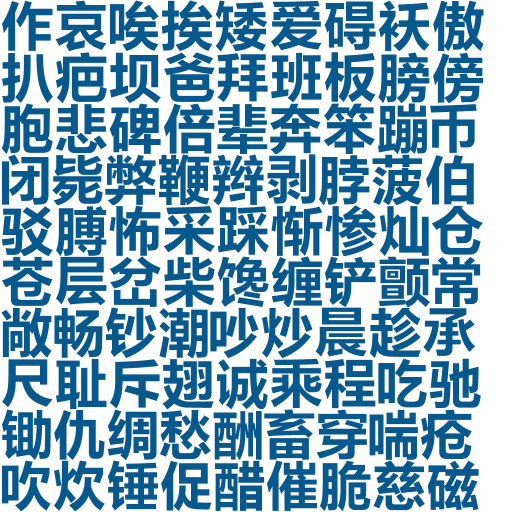 作哀唉挨矮爱碍袄傲
扒疤坝爸拜班板膀傍
胞悲碑倍辈奔笨蹦币
闭毙弊鞭辫剥脖菠伯
驳膊怖采踩惭惨灿仓
苍层岔柴馋缠铲颤常
敞畅钞潮吵炒晨趁承
尺耻斥翅诚乘程吃驰
锄仇绸愁酬畜穿喘疮
吹炊锤促醋催脆慈磁